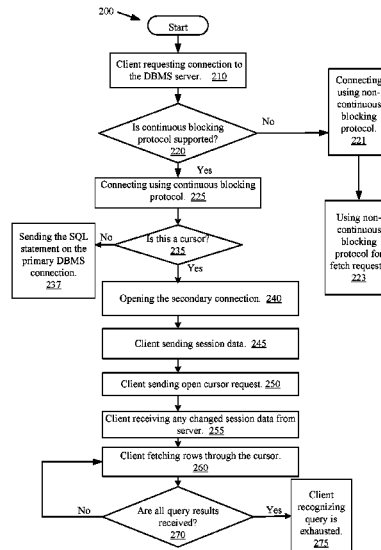 200
Start
Client requesting connection to
the DBMS server. 210
Is continuous blocking
protocol supported?
220
No
Connecting
using non-
continuous
blocking
protocol.
221
Yes
Connecting using continuous blocking
protocol. 225
Using non-
continuous
blocking
protocol for
fetch request
223
Sending the SQL
statement on the
primary DBMS
connection.
237
No
Is this a cursor?
235
Yes
Opening the secondary connection. 240
Client sending session data. 245
Client sending open cursor request. 250
Client receiving any changed session data from
server. 255
Client fetching rows through the cursor.
260
No
Are all query results
received?
270
Yes
Client
recognizing
query is
exhausted.
275